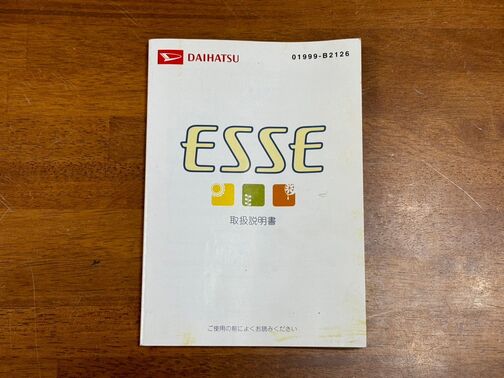 DAIHATSU
01999-B2126
ESSE
取扱説明書
ご使用の前によくお読みください